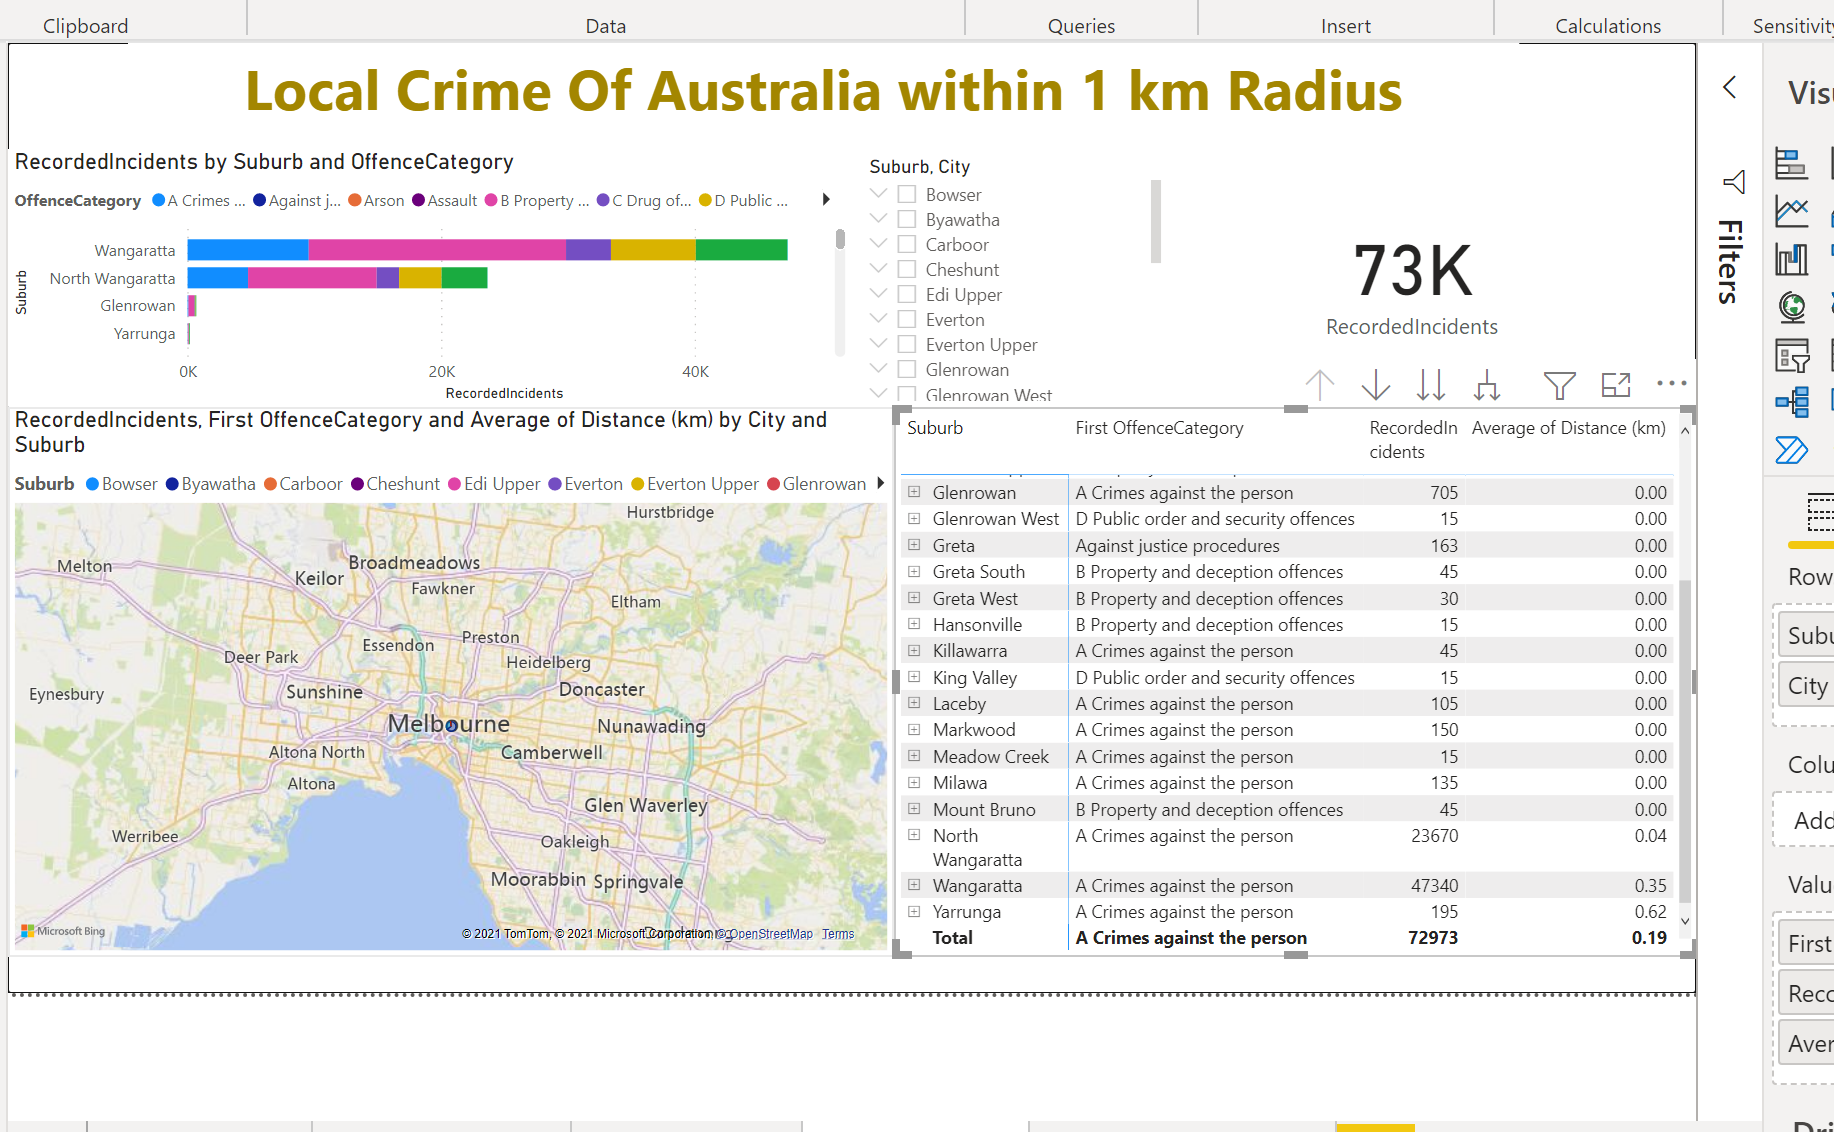 Clipboard
Data
Queries
Insert
Calculations
Sensitivity
Local Crime Of Australia within 1 km Radius
RecordedIncidents by Suburb and OffenceCategory
OffenceCategory A Crimes ... Against j... Arson Assault B Property ... C Drug of... D Public ...
Suburb
Wangaratta
North Wangaratta
Glenrowan
Yarrunga
0K 20K 40K
RecordedIncidents
Suburb, City
Bowser
Byawatha
Carboor
Cheshunt
Edi Upper
Everton
Everton Upper
Glenrowan
Glenrowan West
73K
RecordedIncidents
Filters
RecordedIncidents, First OffenceCategory and Average of Distance (km) by City and
Suburb
Suburb Bowser Byawatha Carboor Cheshunt Edi Upper Everton Everton Upper Glenrowan
Hurstbridge
Melton
Broadmeadows
Keilor
Fawkner
Eltham
Essendon
Preston
Deer Park
Heidelberg
Eynesbury
Sunshine
Doncaster
Melbourne
Nunawading
Altona North
Camberwell
Altona
Glen Waverley
Werribee
Oakleigh
Moorabbin
Springvale
Microsoft Bing
© 2021 TomTom, © 2021 Microsoft Corporation, © OpenStreetMap Terms
Suburb First OffenceCategory RecordedIn Average of Distance (km)
cidents
Glenrowan A Crimes against the person 705 0.00
Glenrowan West D Public order and security offences 15 0.00
Greta Against justice procedures 163 0.00
Greta South B Property and deception offences 45 0.00
Greta West B Property and deception offences 30 0.00
Hansonville B Property and deception offences 15 0.00
Killawarra A Crimes against the person 45 0.00
King Valley D Public order and security offences 15 0.00
Laceby A Crimes against the person 105 0.00
Markwood A Crimes against the person 150 0.00
Meadow Creek A Crimes against the person 15 0.00
Milawa A Crimes against the person 135 0.00
Mount Bruno B Property and deception offences 45 0.00
North A Crimes against the person 23670 0.04
Wangaratta
Wangaratta A Crimes against the person 47340 0.35
Yarrunga A Crimes against the person 195 0.62
Total A Crimes against the person 72973 0.19
City
First